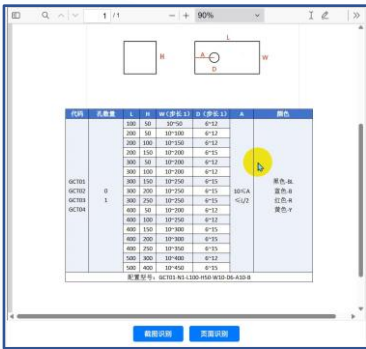 1 /1 — + 90%
L
H
A
W
D
代码 孔数量 L H W（步长1） D（步长1） A 颜色
100 50 10~50 6~12
200 50 10~100 6~12
200 100 10~150 6~12
200 150 10~200 6~15
300 50 10~200 6~12
300 100 10~200 6~12
GCT01 300 150 10~250 6~15 黑色-BL
GCT02 0 300 200 10~250 6~15 10≤A 蓝色-B
GCT03 1 300 250 10~250 6~15 ≤L/2 红色-R
GCT04 400 50 10~200 6~12 黄色-Y
400 100 10~250 6~12
400 150 10~300 6~15
400 200 10~300 6~15
400 250 10~350 6~15
500 300 10~400 6~12
500 400 10~450 6~15
配置型号：GCT01-N1-L100-H50-W10-D6-A10-B
截图识别 页面识别